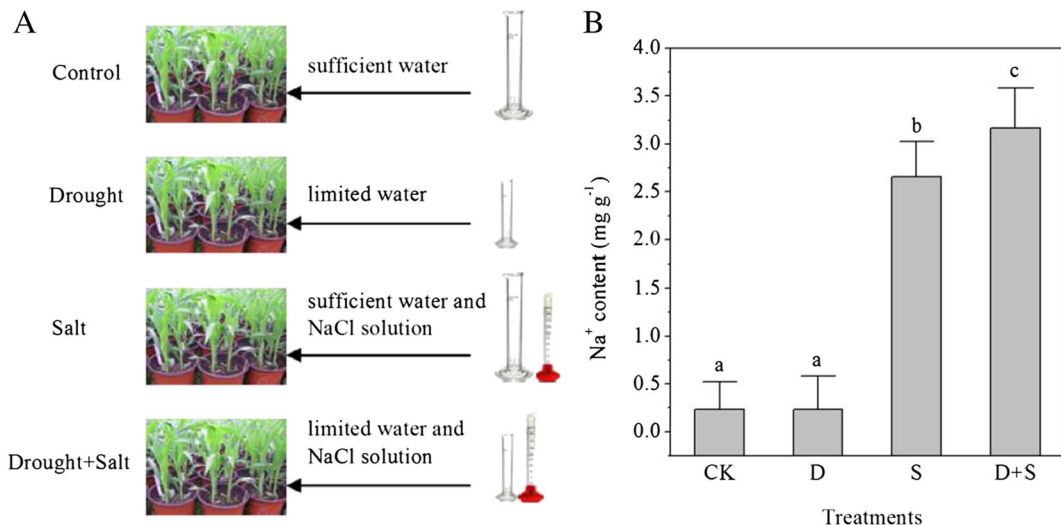 A
Control
sufficient water
Drought
limited water
Salt
sufficient water and
NaCl solution
Drought+Salt
limited water and
NaCl solution
B
Na⁺ content (mg g⁻¹)
4.0
3.5
3.0
2.5
2.0
1.5
1.0
0.5
0.0
a
a
b
c
CK
D
S
D+S
Treatments